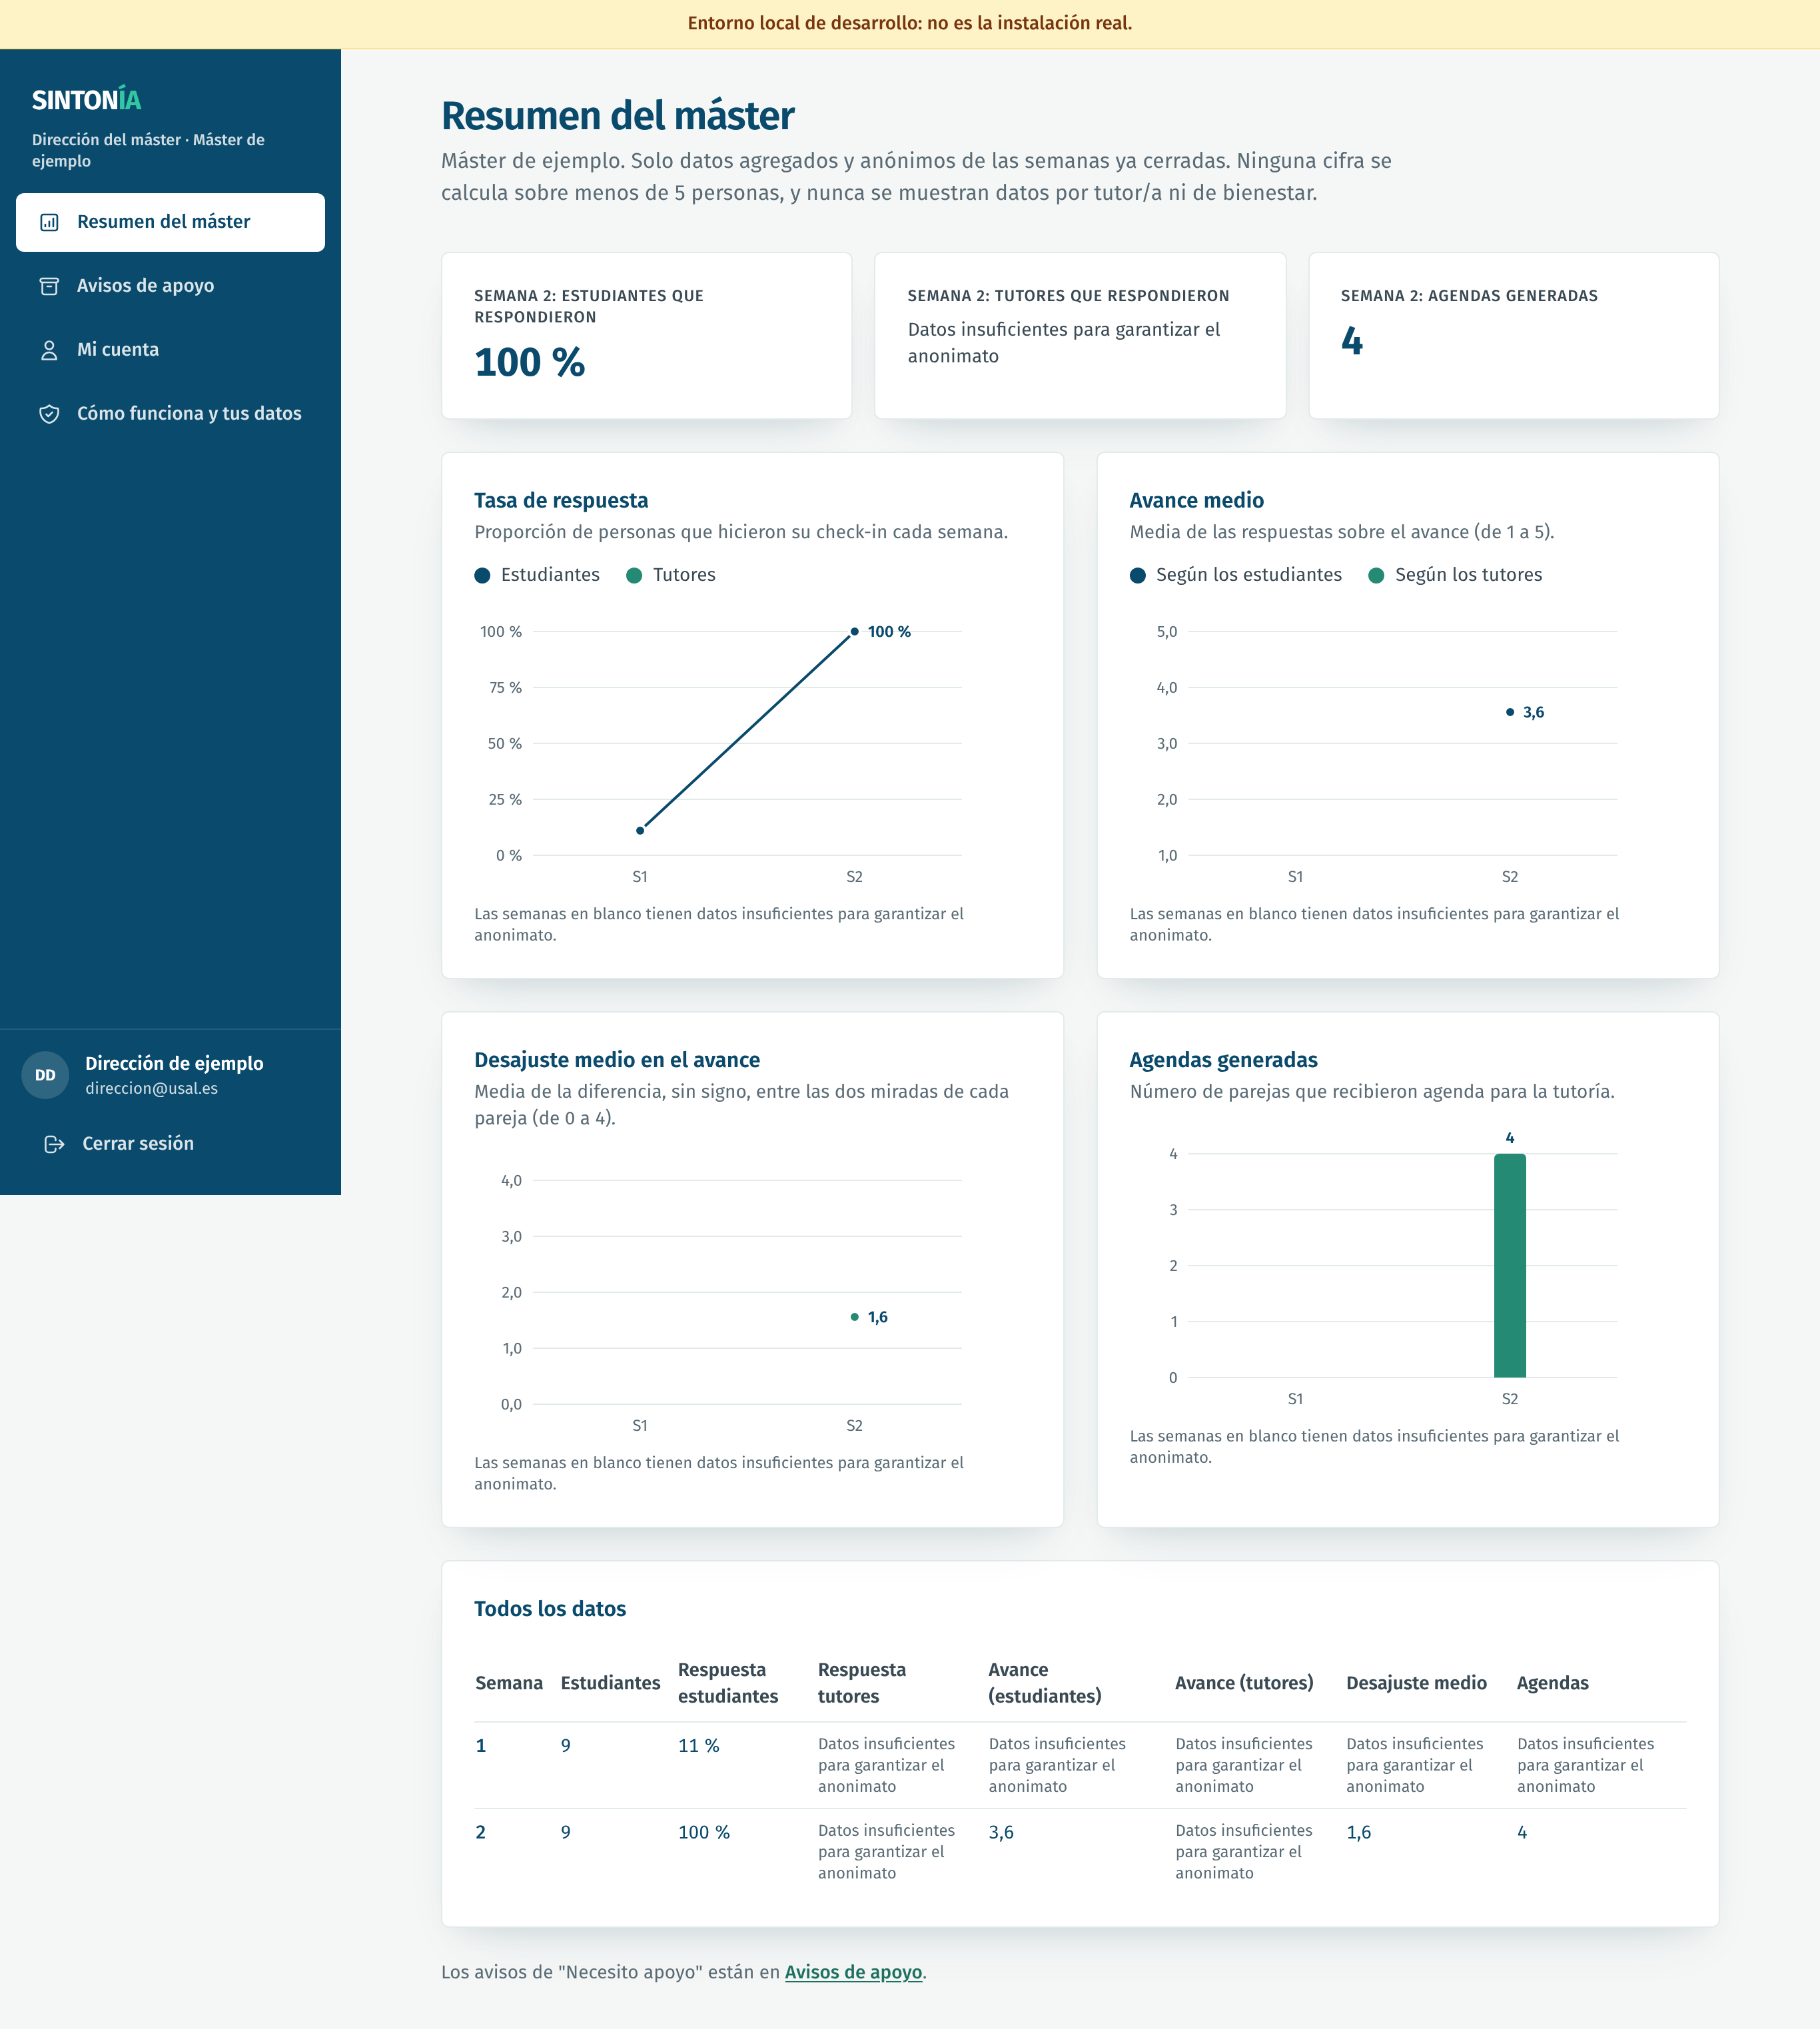 Entorno local de desarrollo: no es la instalación real.
SINTONÍA
Dirección del máster · Máster de
ejemplo
Resumen del máster
Avisos de apoyo
Mi cuenta
Cómo funciona y tus datos
DD
Dirección de ejemplo
direccion@usal.es
Cerrar sesión
Resumen del máster
Máster de ejemplo. Solo datos agregados y anónimos de las semanas ya cerradas. Ninguna cifra se
calcula sobre menos de 5 personas, y nunca se muestran datos por tutor/a ni de bienestar.
SEMANA 2: ESTUDIANTES QUE
RESPONDIERON
100 %
SEMANA 2: TUTORES QUE RESPONDIERON
Datos insuficientes para garantizar el
anonimato
SEMANA 2: AGENDAS GENERADAS
4
Tasa de respuesta
Proporción de personas que hicieron su check-in cada semana.
Estudiantes Tutores
100 %
100 %
75 %
50 %
25 %
0 %
S1 S2
Las semanas en blanco tienen datos insuficientes para garantizar el
anonimato.
Avance medio
Media de las respuestas sobre el avance (de 1 a 5).
Según los estudiantes Según los tutores
5,0
4,0
3,6
3,0
2,0
1,0
S1 S2
Las semanas en blanco tienen datos insuficientes para garantizar el
anonimato.
Desajuste medio en el avance
Media de la diferencia, sin signo, entre las dos miradas de cada
pareja (de 0 a 4).
4,0
3,0
2,0
1,6
1,0
0,0
S1 S2
Las semanas en blanco tienen datos insuficientes para garantizar el
anonimato.
Agendas generadas
Número de parejas que recibieron agenda para la tutoría.
4
4
3
2
1
0
S1 S2
Las semanas en blanco tienen datos insuficientes para garantizar el
anonimato.
Todos los datos
Semana Estudiantes Respuesta estudiantes Respuesta tutores Avance (estudiantes) Avance (tutores) Desajuste medio Agendas
1 9 11 % Datos insuficientes para garantizar el anonimato Datos insuficientes para garantizar el anonimato Datos insuficientes para garantizar el anonimato Datos insuficientes para garantizar el anonimato Datos insuficientes para garantizar el anonimato
2 9 100 % Datos insuficientes para garantizar el anonimato 3,6 Datos insuficientes para garantizar el anonimato 1,6 4
Los avisos de "Necesito apoyo" están en Avisos de apoyo.